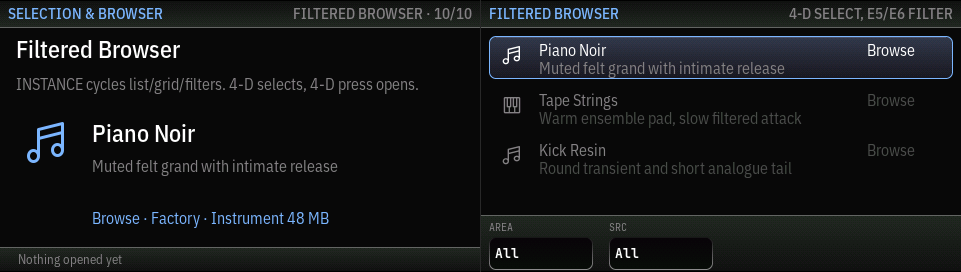 SELECTION & BROWSER
FILTERED BROWSER · 10/10
Filtered Browser
INSTANCE cycles list/grid/filters. 4-D selects, 4-D press opens.
Piano Noir
Muted felt grand with intimate release
Browse · Factory · Instrument 48 MB
Nothing opened yet
FILTERED BROWSER
4-D SELECT, E5/E6 FILTER
Piano Noir
Browse
Muted felt grand with intimate release
Tape Strings
Browse
Warm ensemble pad, slow filtered attack
Kick Resin
Browse
Round transient and short analogue tail
AREA
SRC
All
All